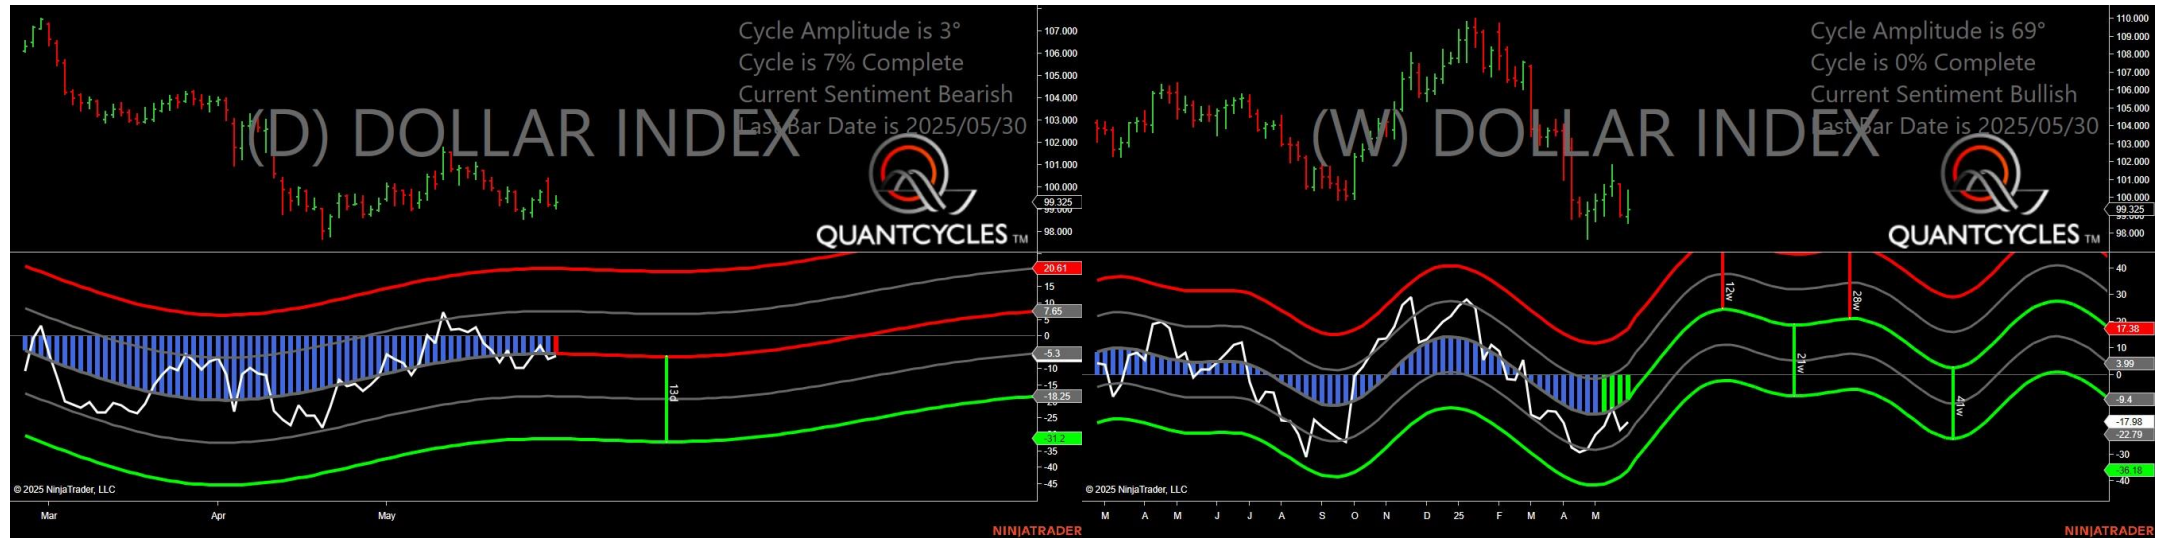 Cycle Amplitude is 3°
Cycle is 7% Complete
Current Sentiment Bearish
Last Bar Date is 2025/05/30
(D) DOLLAR INDEX
QUANTCYCLES TM
107.000
106.000
105.000
104.000
103.000
102.000
101.000
100.000
99.325
99.000
98.000
20.61
15
10
7.65
5
0
-5.3
-10
-15
-18.25
-25
-31.2
-35
-40
-45
13d
© 2025 NinjaTrader, LLC
Mar Apr May
NINJATRADER
Cycle Amplitude is 69°
Cycle is 0% Complete
Current Sentiment Bullish
Last Bar Date is 2025/05/30
(W) DOLLAR INDEX
QUANTCYCLES TM
110.000
109.000
108.000
107.000
106.000
105.000
104.000
103.000
102.000
101.000
100.000
99.325
98.000
40
30
20
17.38
3.99
0
-9.4
-17.98
-22.79
-30
-36.18
-40
12w
28w
21w
41w
© 2025 NinjaTrader, LLC
M A M J J A S O N D 25 F M A M
NINJATRADER